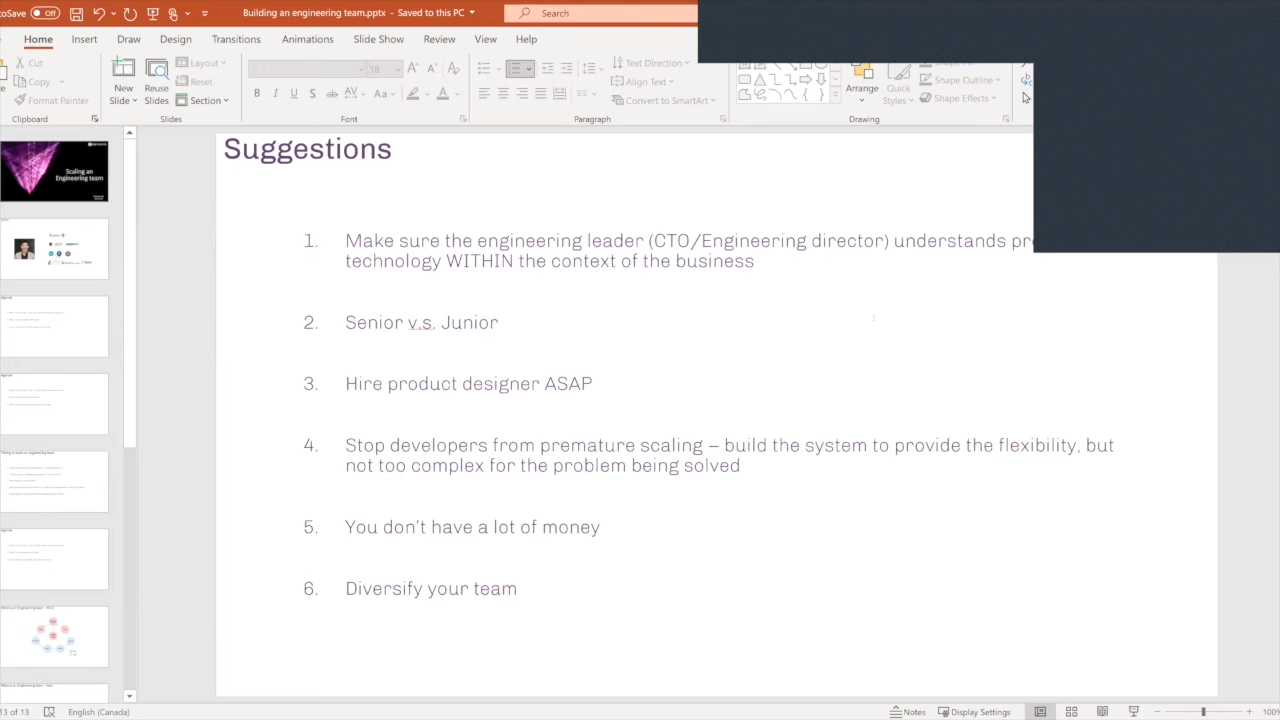 AutoSave Off Building an engineering team.pptx - Saved to this PC Search
Home Insert Draw Design Transitions Animations Slide Show Review View Help
Cut
Copy
Format Painter
Clipboard
New
Slide
Reuse
Slides
Layout
Reset
Section
Slides
18
Font
Text Direction
Align Text
Convert to SmartArt
Paragraph
Arrange
Quick
Styles
Shape Outline
Shape Effects
Drawing
Scaling an
Engineering team
Suggestions
1. Make sure the engineering leader (CTO/Engineering director) understands
technology WITHIN the context of the business
2. Senior v.s. Junior
3. Hire product designer ASAP
4. Stop developers from premature scaling – build the system to provide the flexibility, but
not too complex for the problem being solved
5. You don't have a lot of money
6. Diversify your team
13 of 13 English (Canada) Notes Display Settings 100%